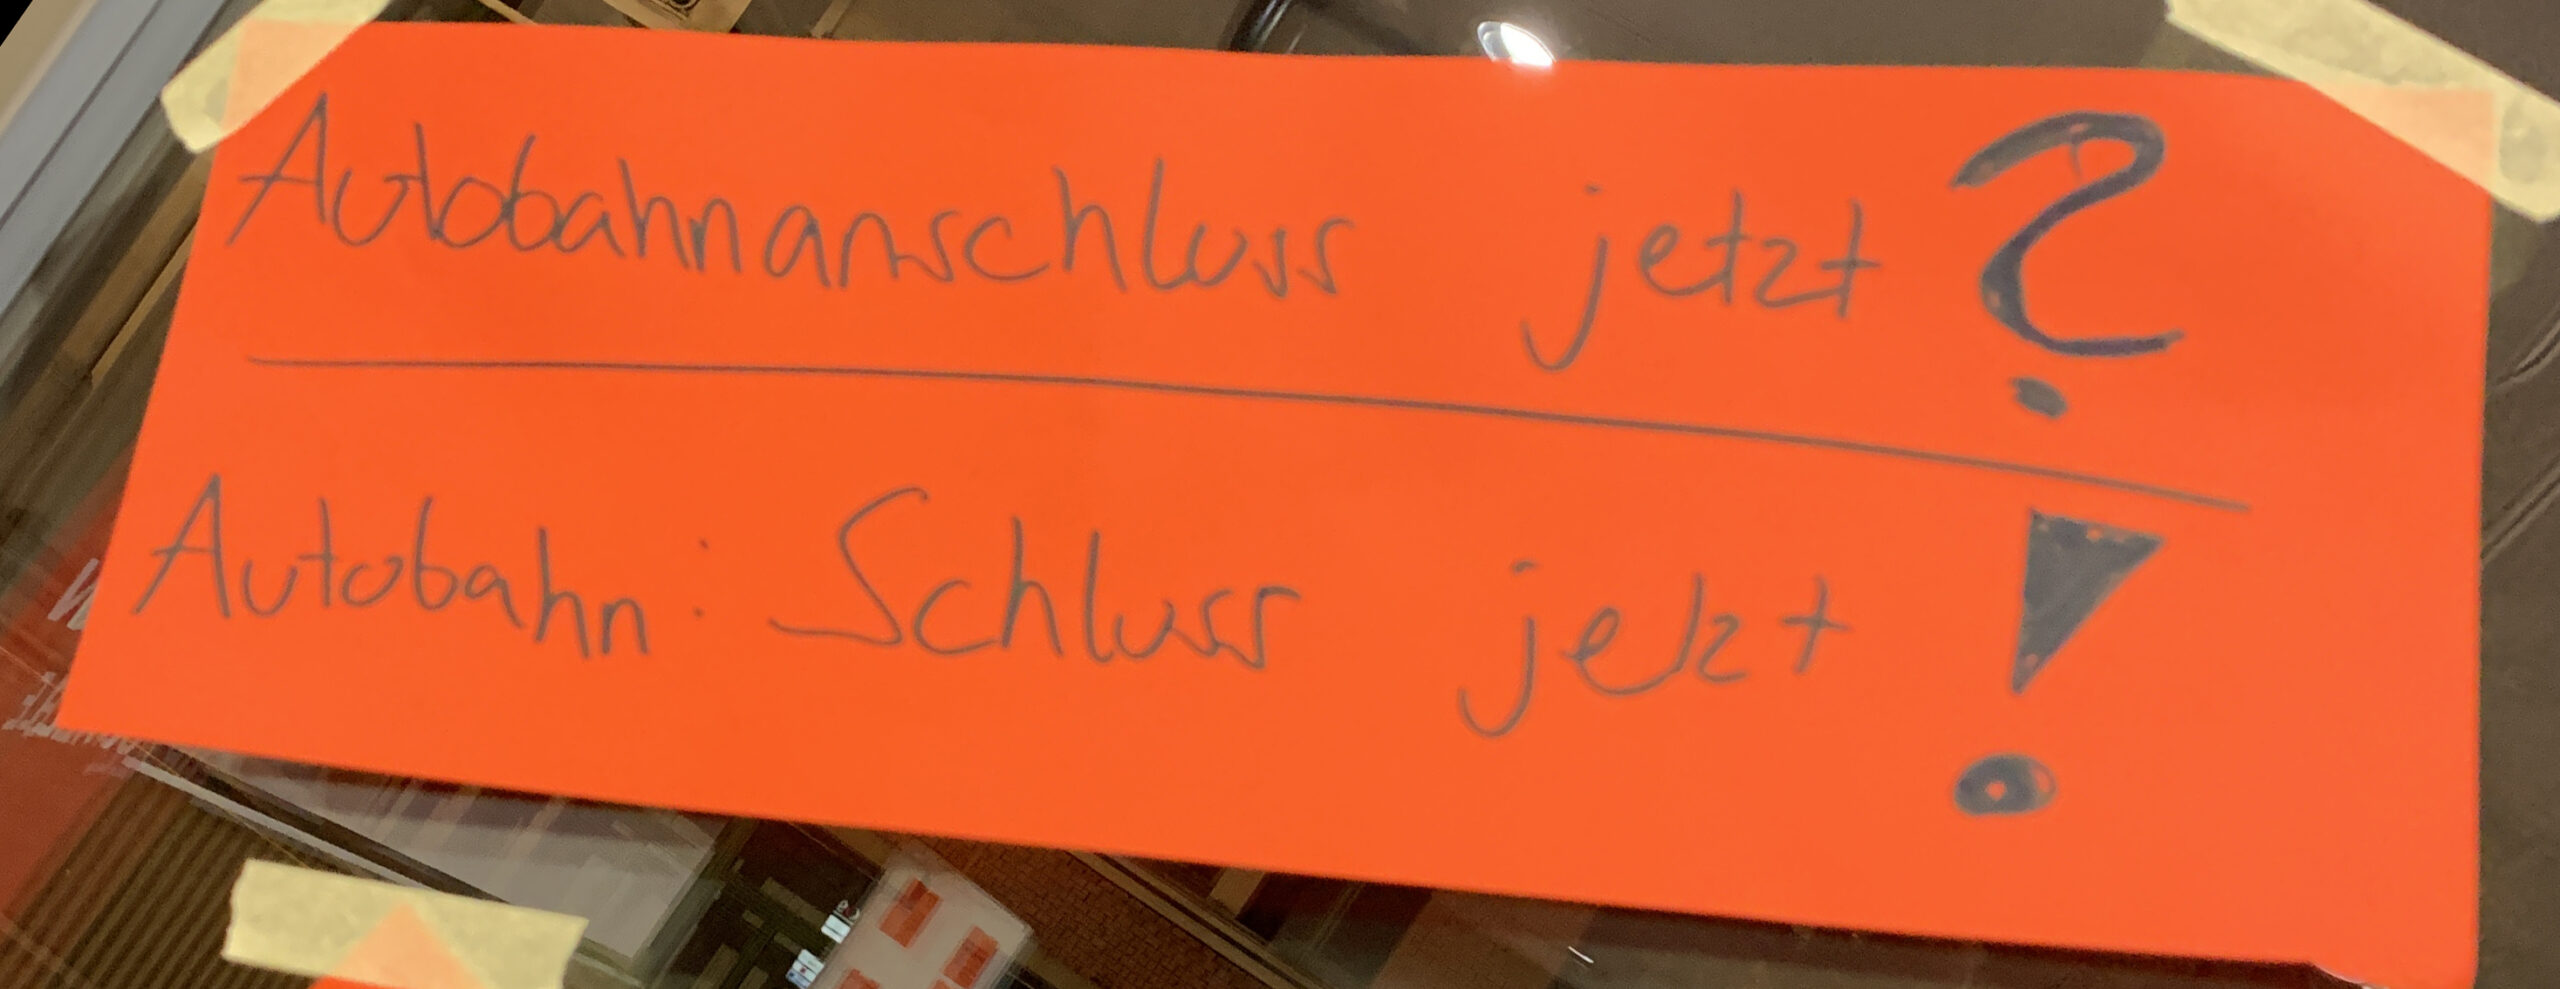 Autobahnanschluss jetzt?
Autobahn: Schluss jetzt!